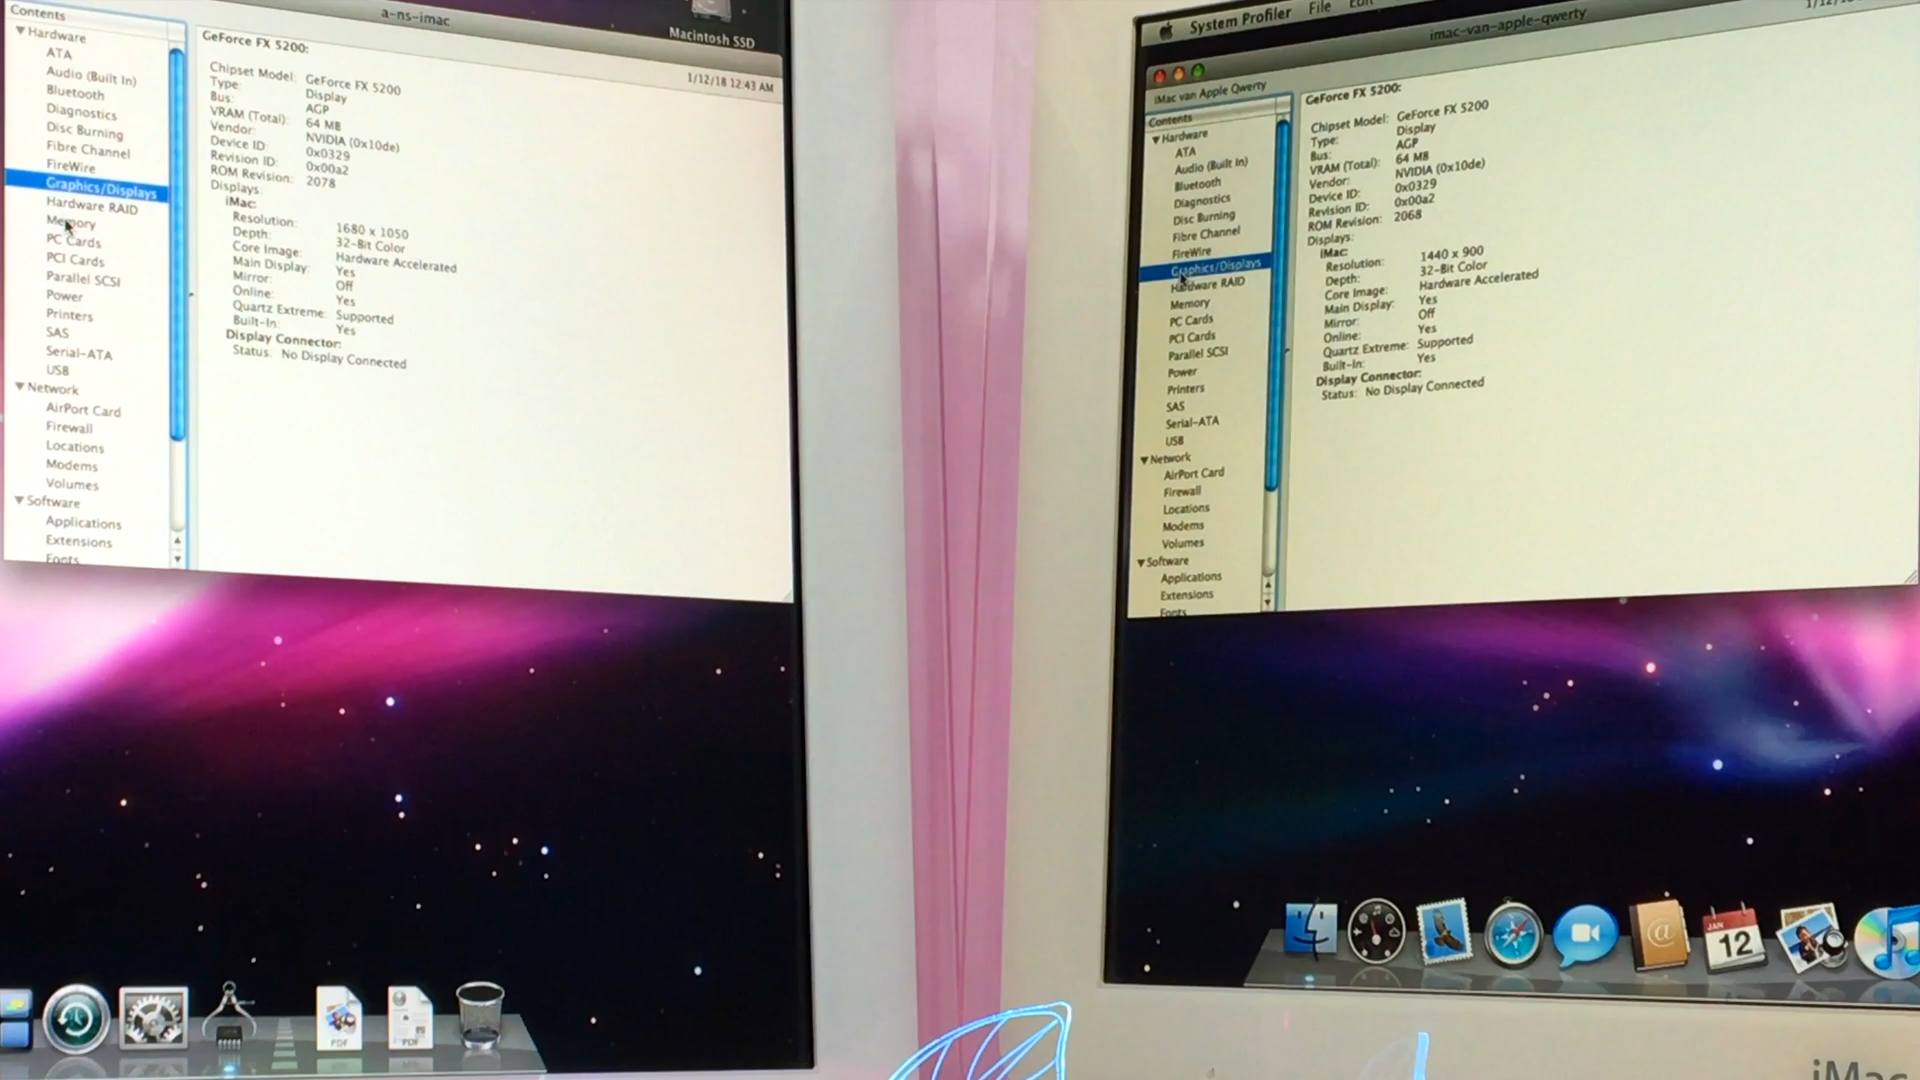 a-ns-imac
Macintosh SSD
1/12/18 12:43 AM
Contents
Hardware
ATA
Audio (Built In)
Bluetooth
Diagnostics
Disc Burning
Fibre Channel
FireWire
Graphics/Displays
Hardware RAID
Memory
PC Cards
PCI Cards
Parallel SCSI
Power
Printers
SAS
Serial-ATA
USB
Network
AirPort Card
Firewall
Locations
Modems
Volumes
Software
Applications
Extensions
Fonts
GeForce FX 5200:
Chipset Model: GeForce FX 5200
Type: Display
Bus: AGP
VRAM (Total): 64 MB
Vendor: NVIDIA (0x10de)
Device ID: 0x0329
Revision ID: 0x00a2
ROM Revision: 2078
Displays:
iMac:
Resolution: 1680 x 1050
Depth: 32-Bit Color
Core Image: Hardware Accelerated
Main Display: Yes
Mirror: Off
Online: Yes
Quartz Extreme: Supported
Built-In: Yes
Display Connector:
Status: No Display Connected
PDF
PDF
System Profiler File Edit
imac-van-apple-qwerty
iMac van Apple Qwerty
Contents
Hardware
ATA
Audio (Built In)
Bluetooth
Diagnostics
Disc Burning
Fibre Channel
FireWire
Graphics/Displays
Hardware RAID
Memory
PC Cards
PCI Cards
Parallel SCSI
Power
Printers
SAS
Serial-ATA
USB
Network
AirPort Card
Firewall
Locations
Modems
Volumes
Software
Applications
Extensions
Fonts
GeForce FX 5200:
Chipset Model: GeForce FX 5200
Type: Display
Bus: AGP
VRAM (Total): 64 MB
Vendor: NVIDIA (0x10de)
Device ID: 0x0329
Revision ID: 0x00a2
ROM Revision: 2068
Displays:
iMac:
Resolution: 1440 x 900
Depth: 32-Bit Color
Core Image: Hardware Accelerated
Main Display: Yes
Mirror: Off
Online: Yes
Quartz Extreme: Supported
Built-In: Yes
Display Connector:
Status: No Display Connected
@
JAN
12
iMac